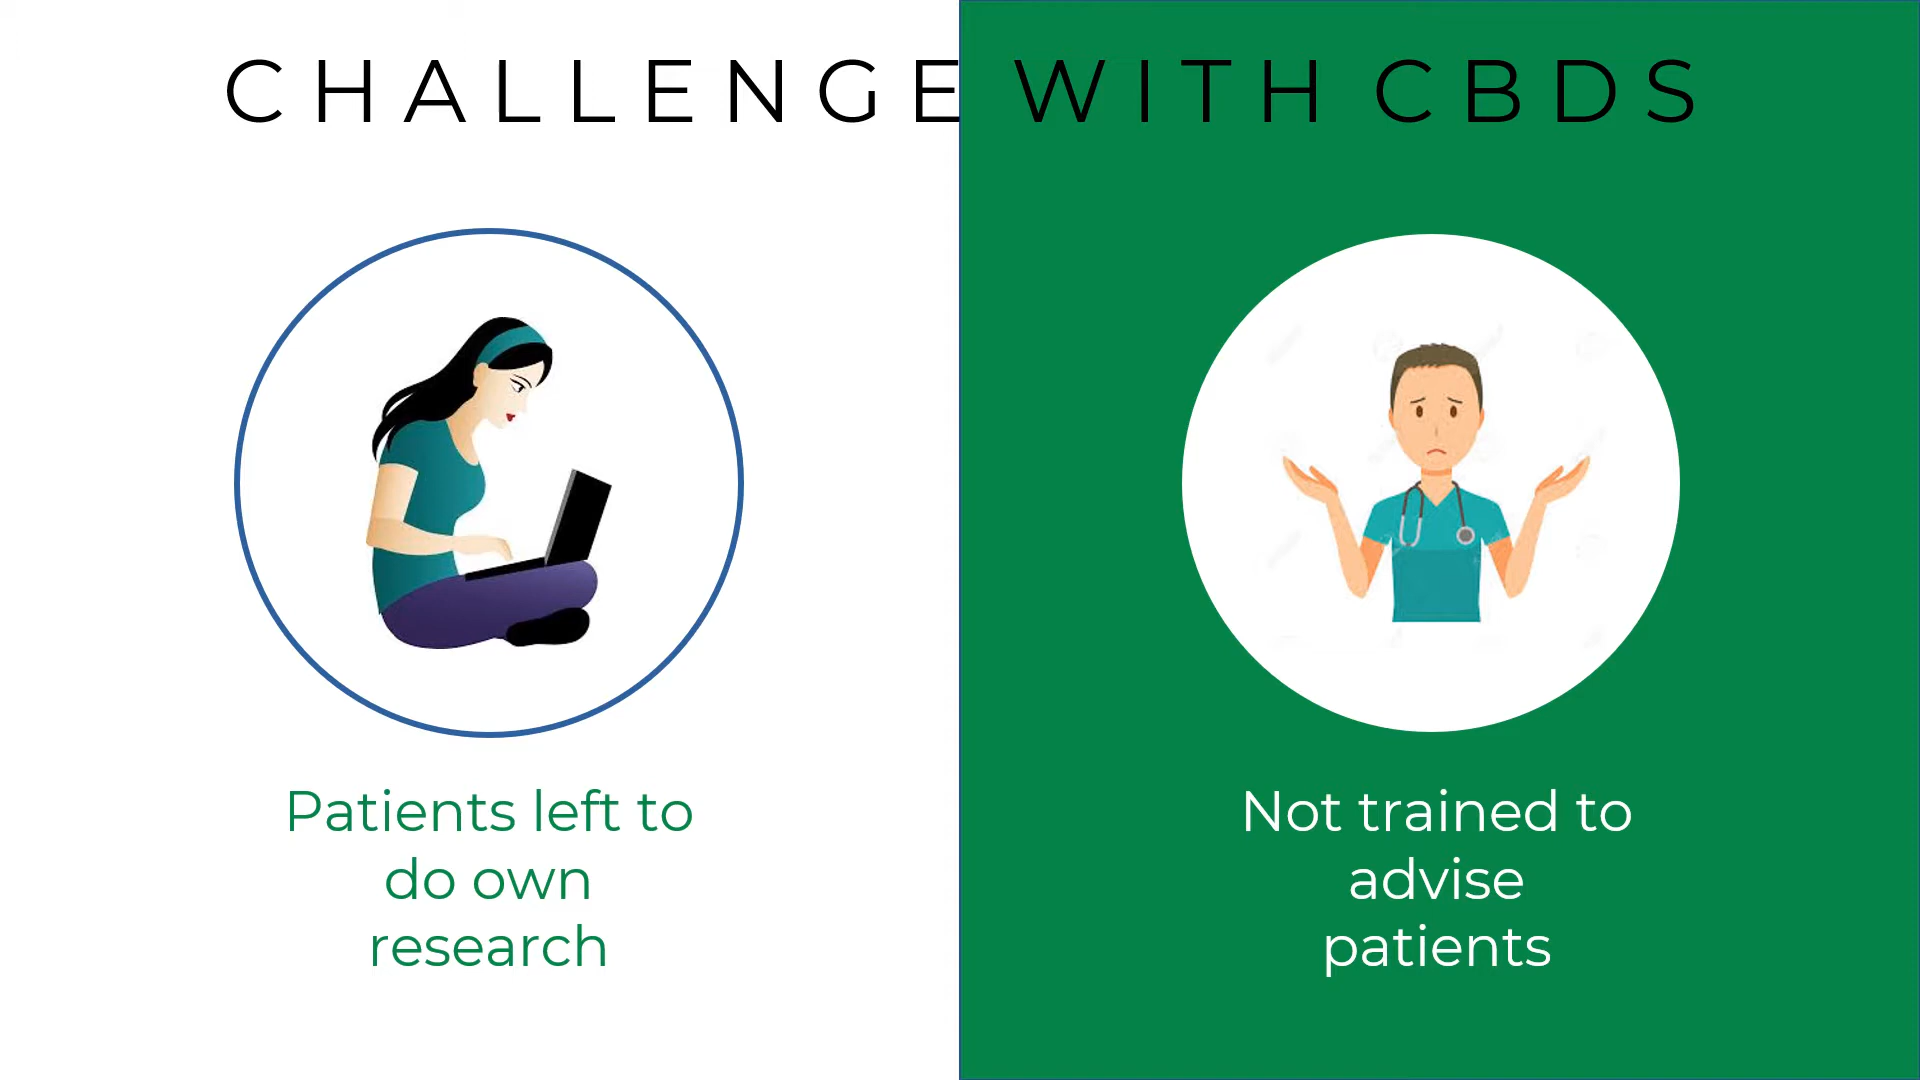 CHALLENGE WITH CBDS
Patients left to
do own
research
Not trained to
advise
patients